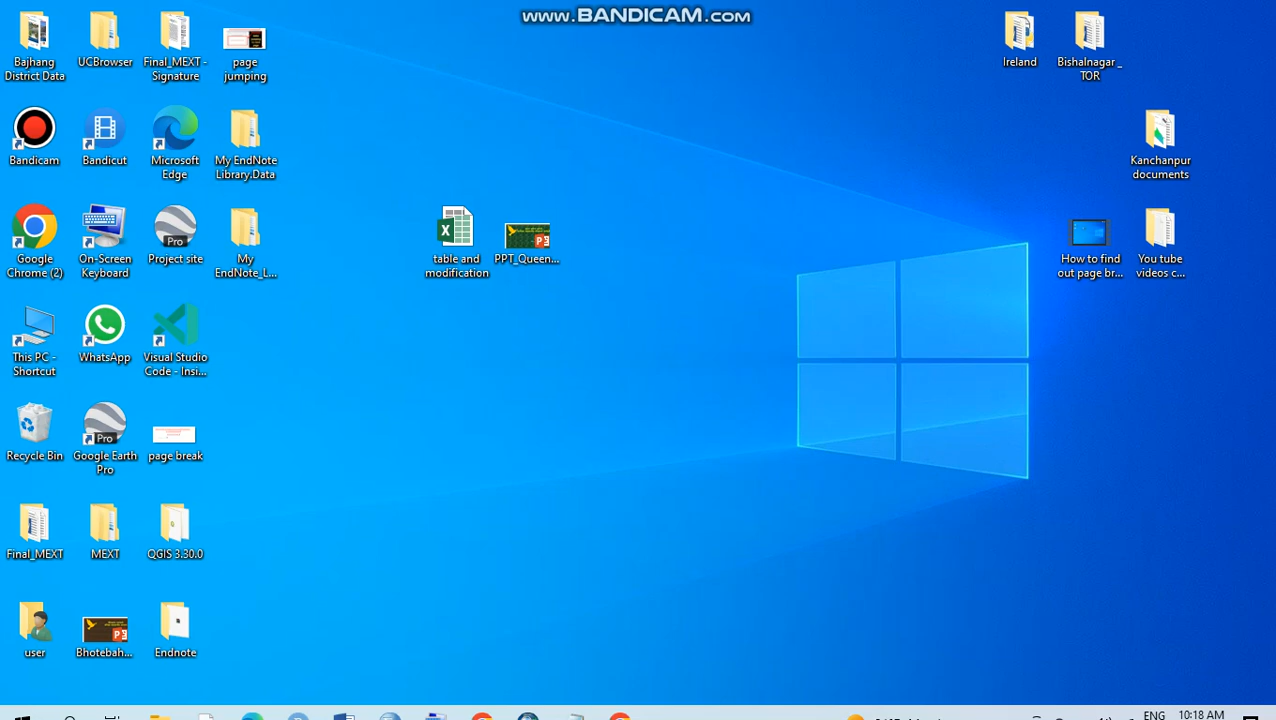 www.BANDICAM.com
Bajhang
District Data
UCBrowser
Final_MEXT -
Signature
page
jumping
Ireland
Bishalnagar _
TOR
Bandicam
Bandicut
Microsoft
Edge
My EndNote
Library.Data
Kanchanpur
documents
Google
Chrome (2)
On-Screen
Keyboard
Pro
Project site
My
EndNote_L...
table and
modification
PPT_Queen...
How to find
out page br...
You tube
videos c...
This PC -
Shortcut
WhatsApp
Visual Studio
Code - Insi...
Recycle Bin
Pro
Google Earth
Pro
page break
Final_MEXT
MEXT
QGIS 3.30.0
user
Bhotebah...
Endnote
ENG
10:18 AM